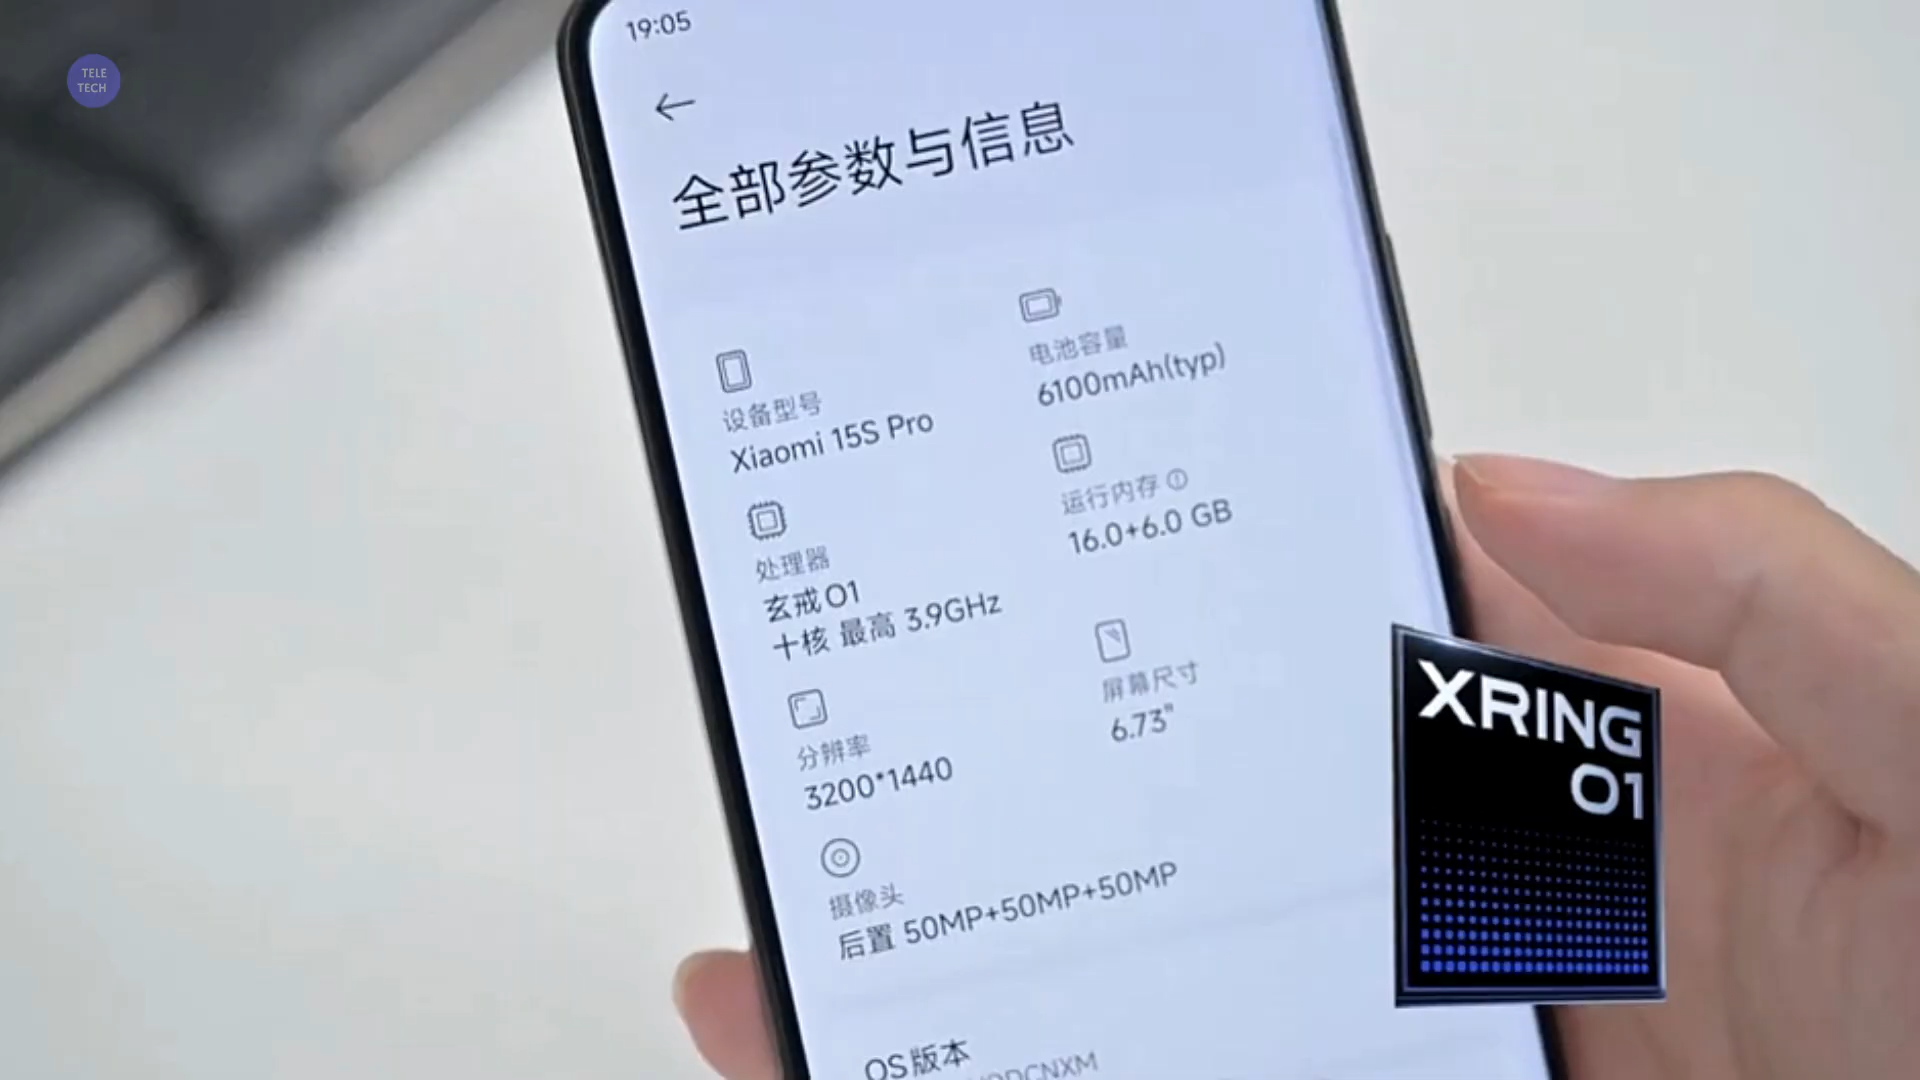 TELE
TECH
19:05
全部参数与信息
设备型号
Xiaomi 15S Pro
电池容量
6100mAh(typ)
处理器
玄戒O1
十核 最高 3.9GHz
运行内存
16.0+6.0 GB
分辨率
3200*1440
屏幕尺寸
6.73"
摄像头
后置 50MP+50MP+50MP
OS版本
XRING
O1